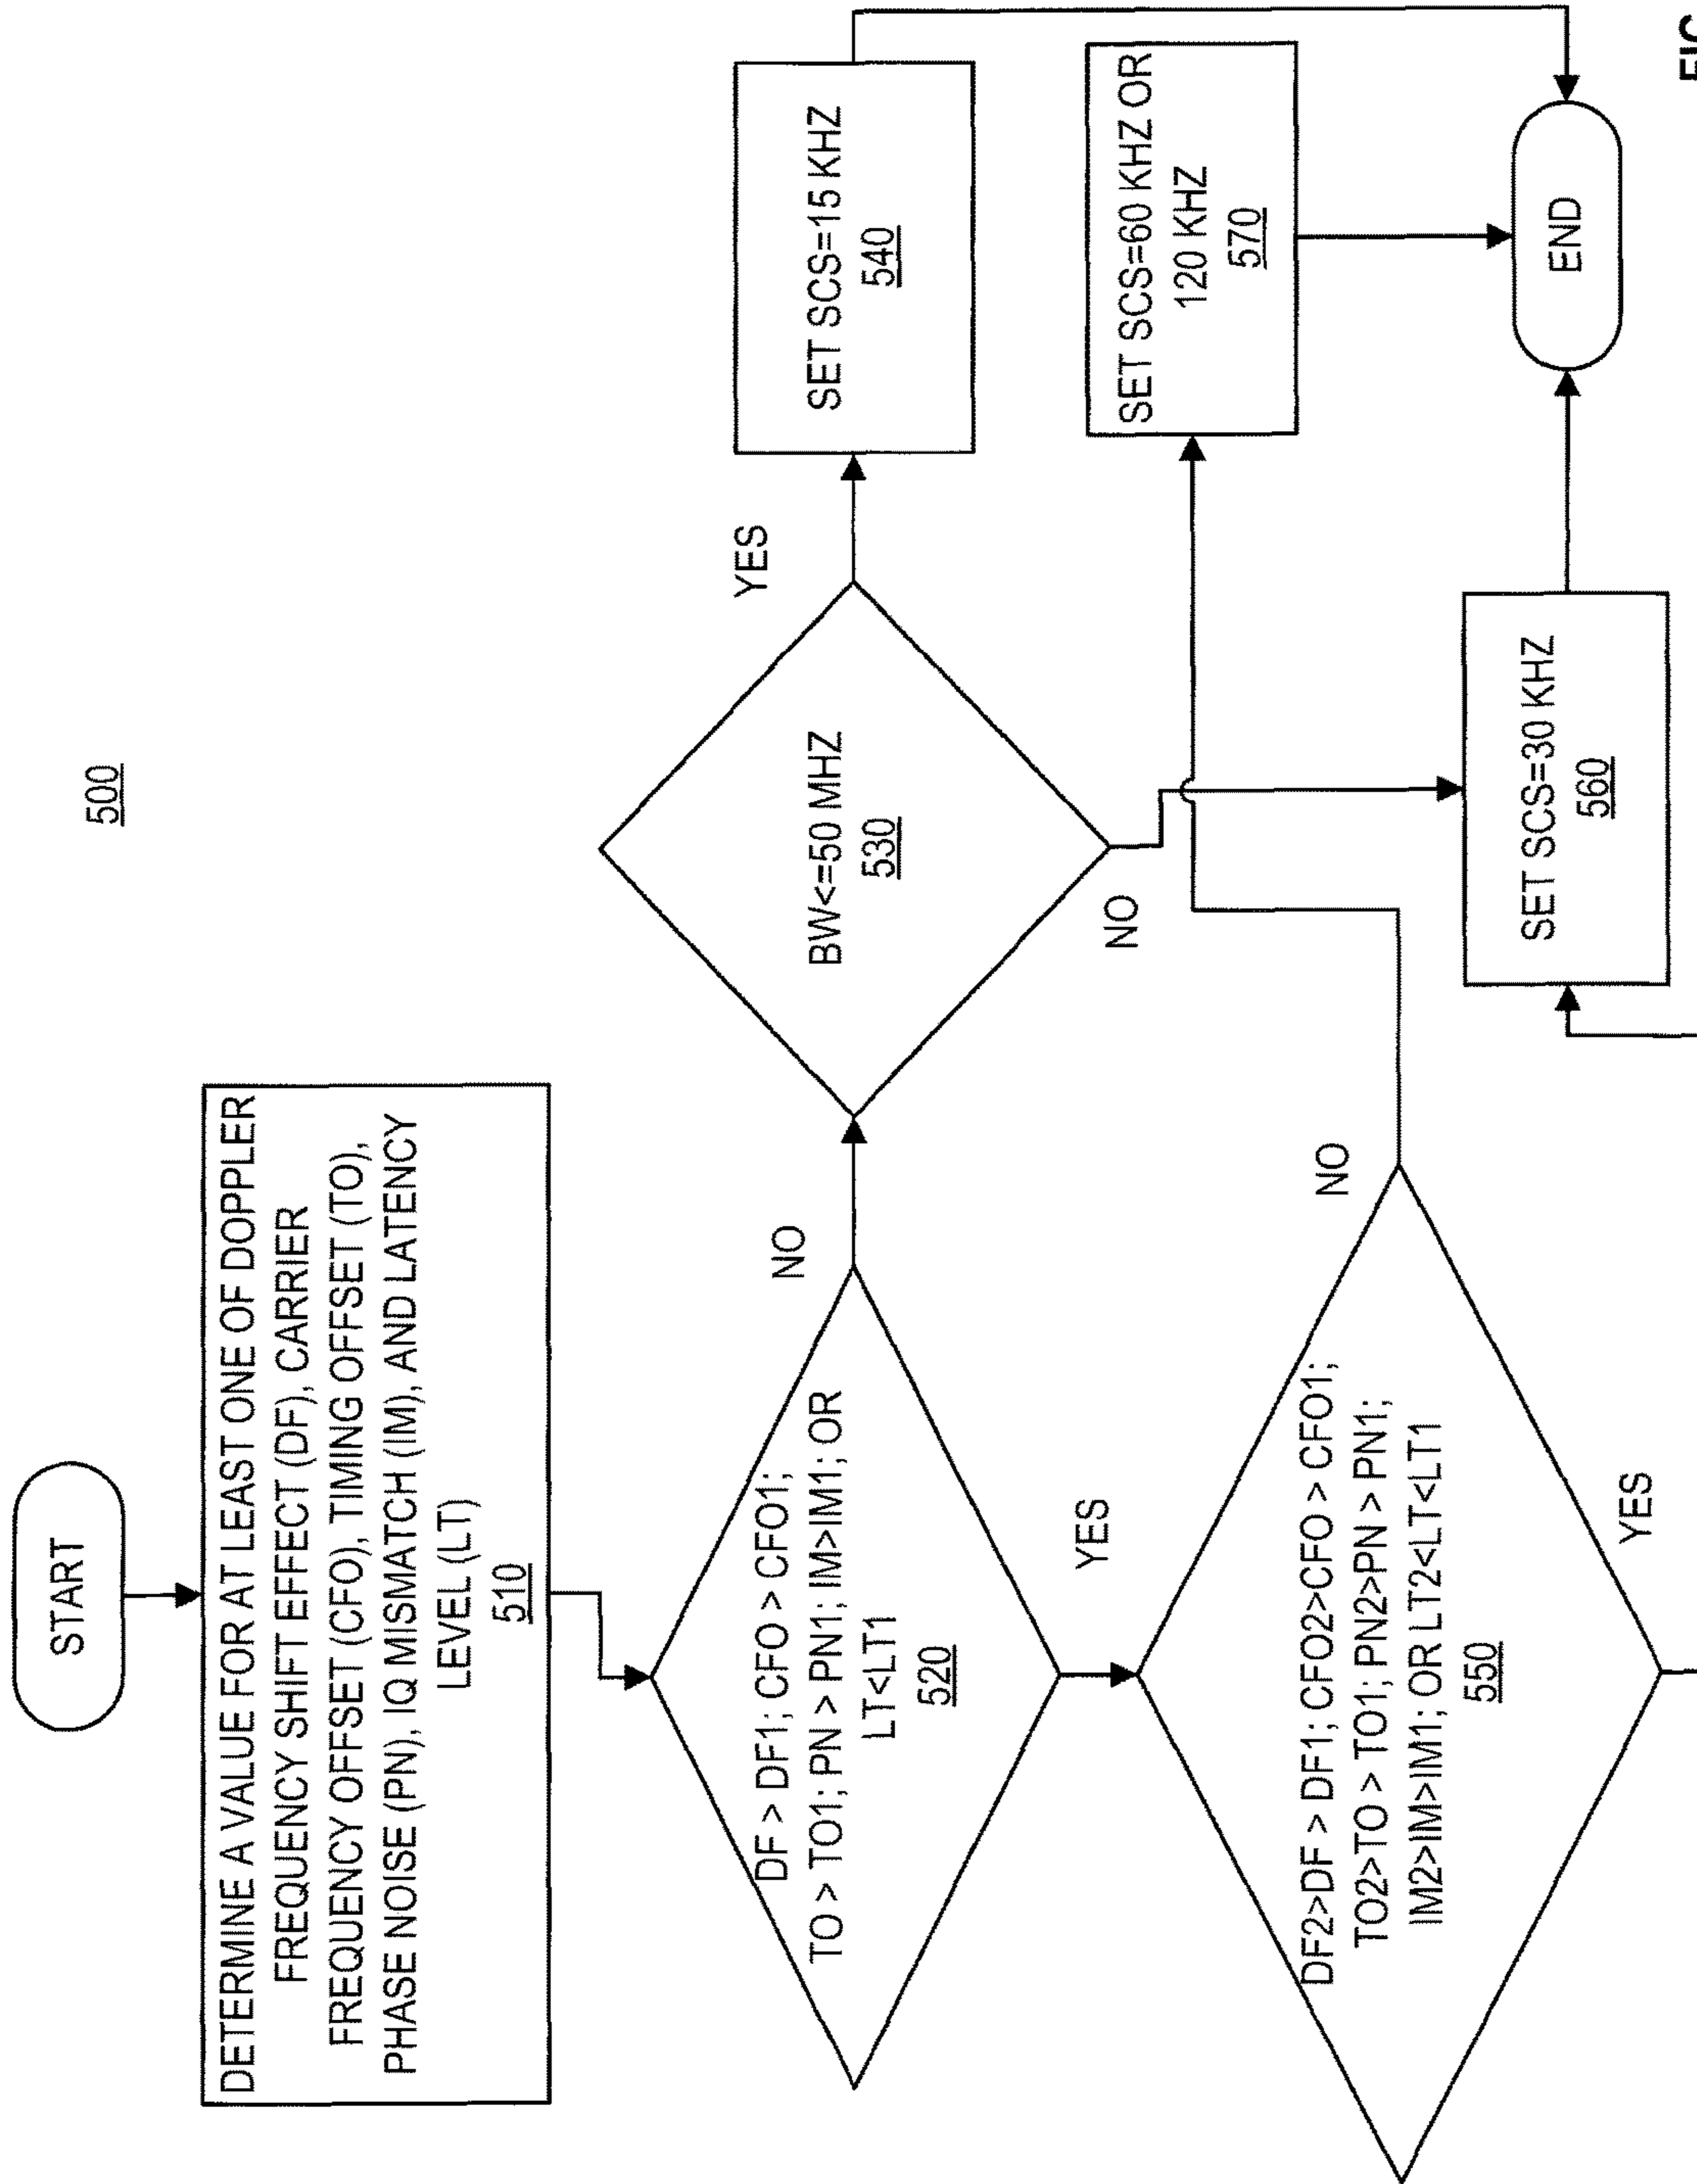 500
START
DETERMINE A VALUE FOR AT LEAST ONE OF DOPPLER
FREQUENCY SHIFT EFFECT (DF), CARRIER
FREQUENCY OFFSET (CFO), TIMING OFFSET (TO),
PHASE NOISE (PN), IQ MISMATCH (IM), AND LATENCY
LEVEL (LT)
510
DF > DF1; CFO > CFO1;
TO > TO1; PN > PN1; IM>IM1; OR
LT<LT1
520
NO
YES
BW<=50 MHZ
530
YES
NO
SET SCS=15 KHZ
540
DF2>DF > DF1; CFO2>CFO > CFO1;
TO2>TO > TO1; PN2>PN > PN1;
IM2>IM>IM1; OR LT2<LT<LT1
550
NO
YES
SET SCS=60 KHZ OR
120 KHZ
570
SET SCS=30 KHZ
560
END